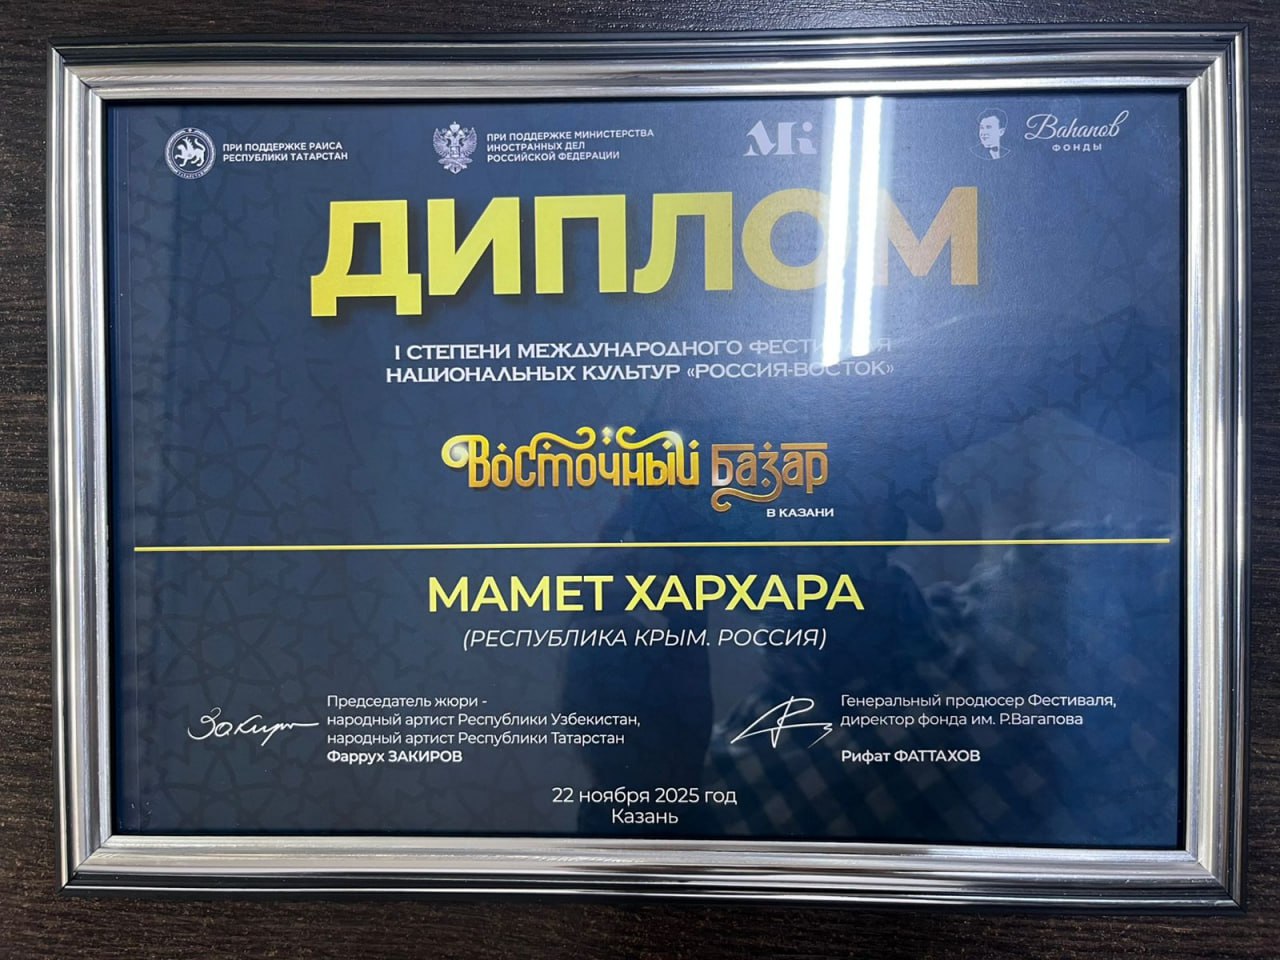 ПРИ ПОДДЕРЖКЕ РАИСА
РЕСПУБЛИКИ ТАТАРСТАН
ПРИ ПОДДЕРЖКЕ МИНИСТЕРСТВА
ИНОСТРАННЫХ ДЕЛ
РОССИЙСКОЙ ФЕДЕРАЦИИ
Ваһапов
ФОНДЫ
ДИПЛОМ
I СТЕПЕНИ МЕЖДУНАРОДНОГО ФЕСТИВАЛЯ
НАЦИОНАЛЬНЫХ КУЛЬТУР «РОССИЯ-ВОСТОК»
Восточный Базар
В КАЗАНИ
МАМЕТ ХАРХАРА
(РЕСПУБЛИКА КРЫМ. РОССИЯ)
Председатель жюри -
народный артист Республики Узбекистан,
народный артист Республики Татарстан
Фаррух ЗАКИРОВ
Генеральный продюсер Фестиваля,
директор фонда им. Р.Вагапова
Рифат ФАТТАХОВ
22 ноября 2025 год
Казань